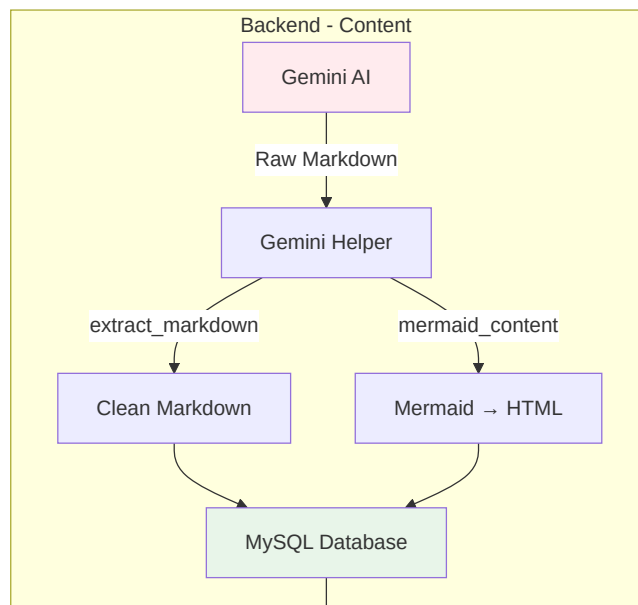 Backend - Content
Gemini AI
Raw Markdown
Gemini Helper
extract_markdown
mermaid_content
Clean Markdown
Mermaid → HTML
MySQL Database